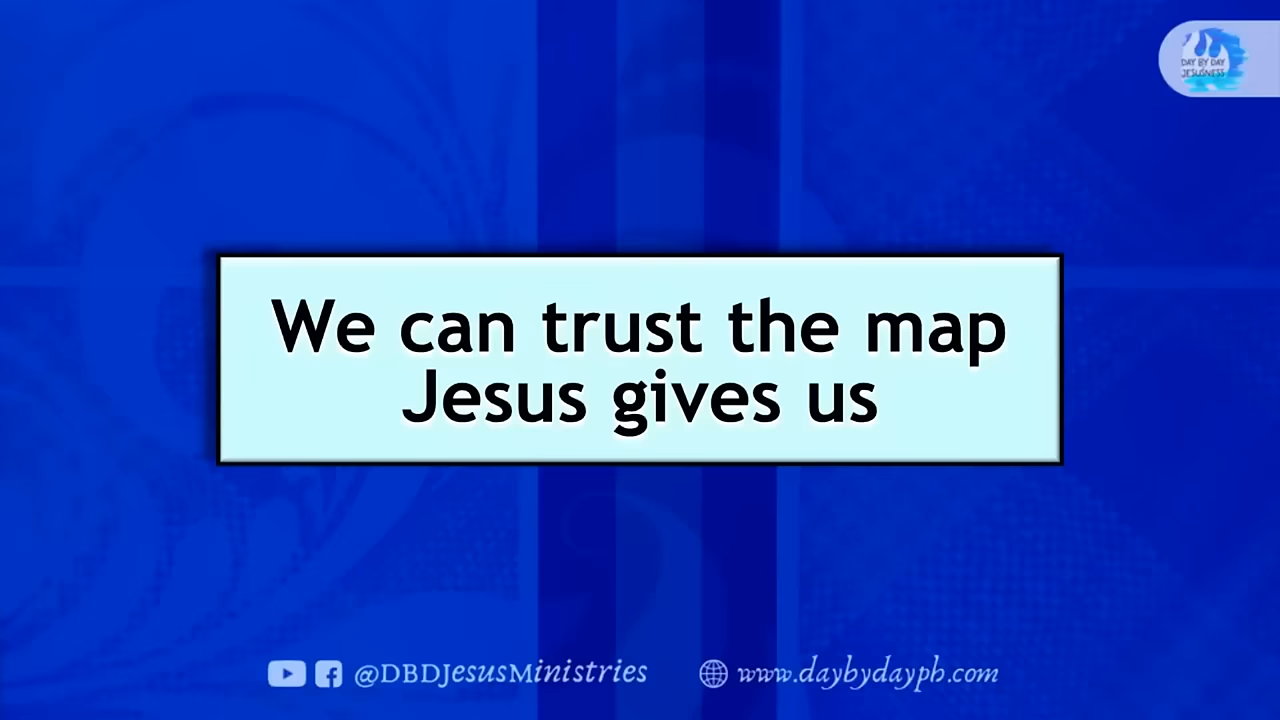 DAY BY DAY
JESUSNESS
We can trust the map
Jesus gives us
@DBDJesusMinistries
www.daybydayph.com